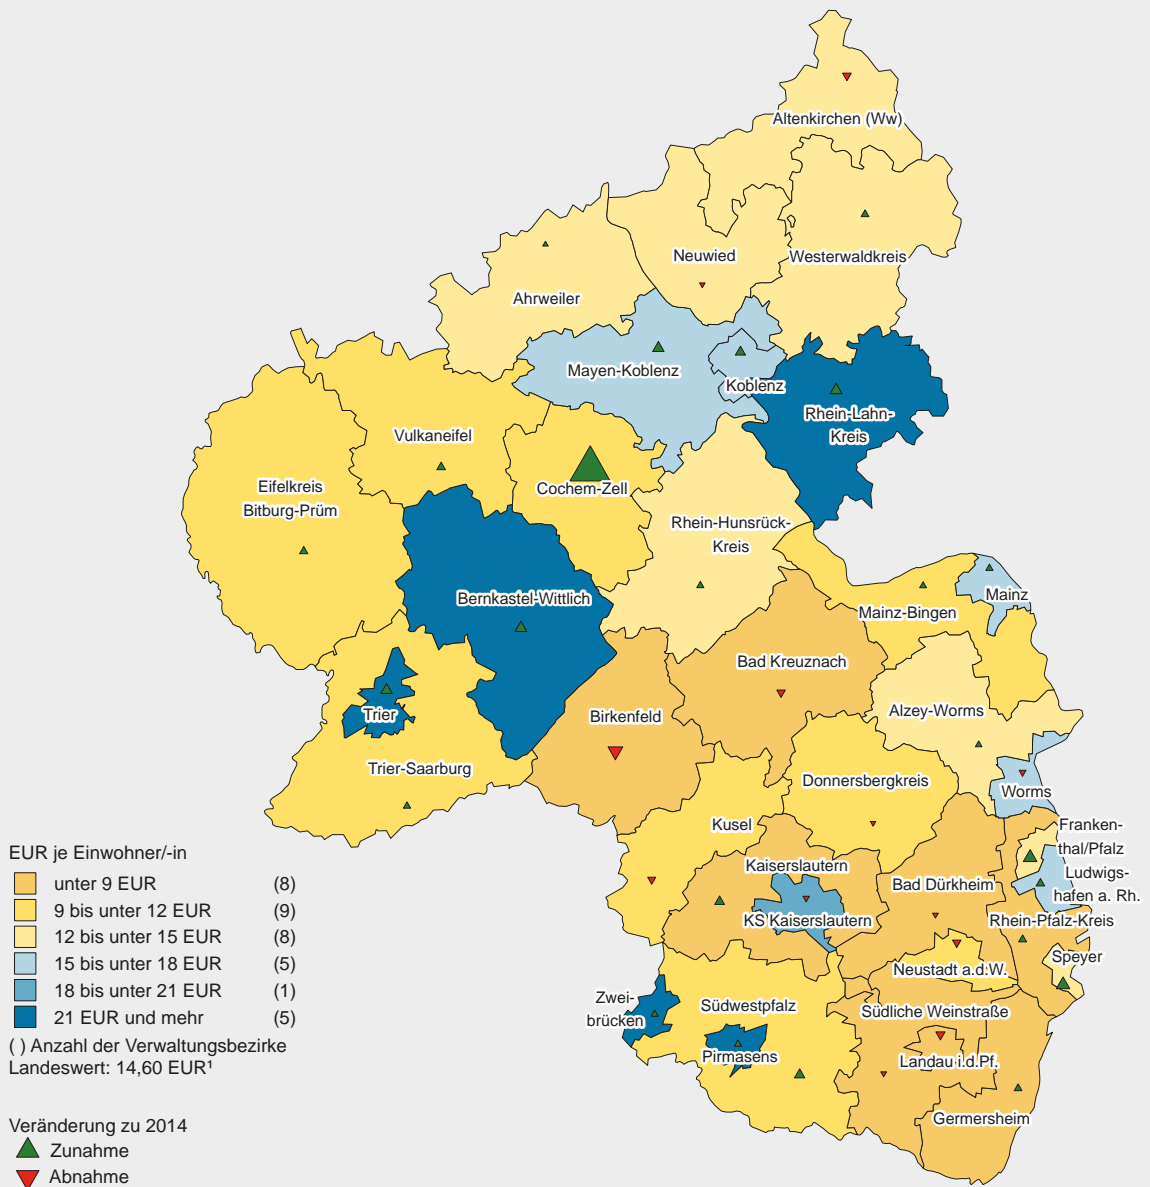 Altenkirchen (Ww)
Neuwied
Westerwaldkreis
Ahrweiler
Mayen-Koblenz
Koblenz
Rhein-Lahn-
Kreis
Vulkaneifel
Cochem-Zell
Eifelkreis
Bitburg-Prüm
Rhein-Hunsrück-
Kreis
Bernkastel-Wittlich
Mainz-Bingen
Mainz
Bad Kreuznach
Trier
Birkenfeld
Alzey-Worms
Trier-Saarburg
Donnersbergkreis
Worms
Kusel
Franken-
thal/Pfalz
Kaiserslautern
Ludwigs-
hafen a. Rh.
Bad Dürkheim
KS Kaiserslautern
Rhein-Pfalz-Kreis
Speyer
Neustadt a.d.W.
Zwei-
brücken
Südwestpfalz
Südliche Weinstraße
Pirmasens
Landau i.d.Pf.
Germersheim
EUR je Einwohner/-in
unter 9 EUR (8)
9 bis unter 12 EUR (9)
12 bis unter 15 EUR (8)
15 bis unter 18 EUR (5)
18 bis unter 21 EUR (1)
21 EUR und mehr (5)
( ) Anzahl der Verwaltungsbezirke
Landeswert: 14,60 EUR¹
Veränderung zu 2014
Zunahme
Abnahme